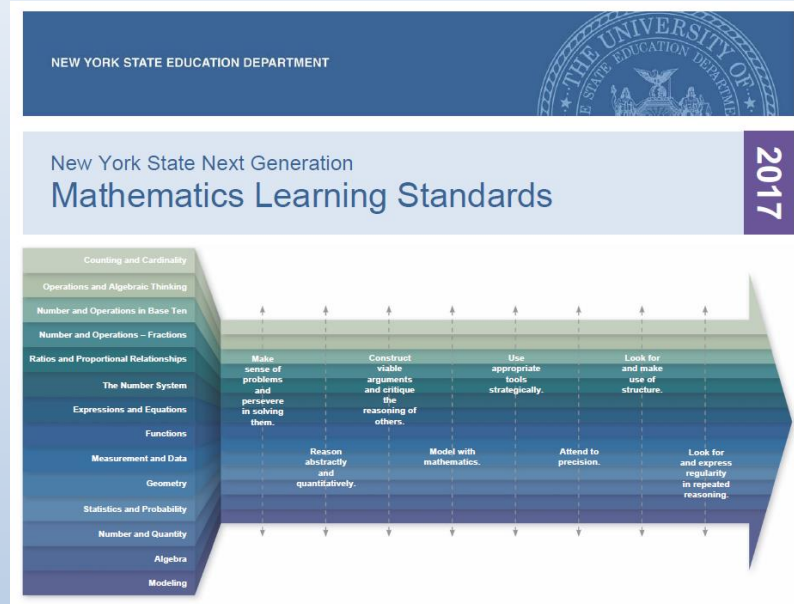 NEW YORK STATE EDUCATION DEPARTMENT
THE UNIVERSITY OF
STATE EDUCATION DEPARTMENT
New York State Next Generation
Mathematics Learning Standards
2017
Counting and Cardinality
Operations and Algebraic Thinking
Number and Operations in Base Ten
Number and Operations – Fractions
Ratios and Proportional Relationships
The Number System
Expressions and Equations
Functions
Measurement and Data
Geometry
Statistics and Probability
Number and Quantity
Algebra
Modeling
Make
sense of
problems
and
persevere
in solving
them.
Reason
abstractly
and
quantitatively.
Construct
viable
arguments
and critique
the
reasoning of
others.
Model with
mathematics.
Use
appropriate
tools
strategically.
Attend to
precision.
Look for
and make
use of
structure.
Look for
and express
regularity
in repeated
reasoning.